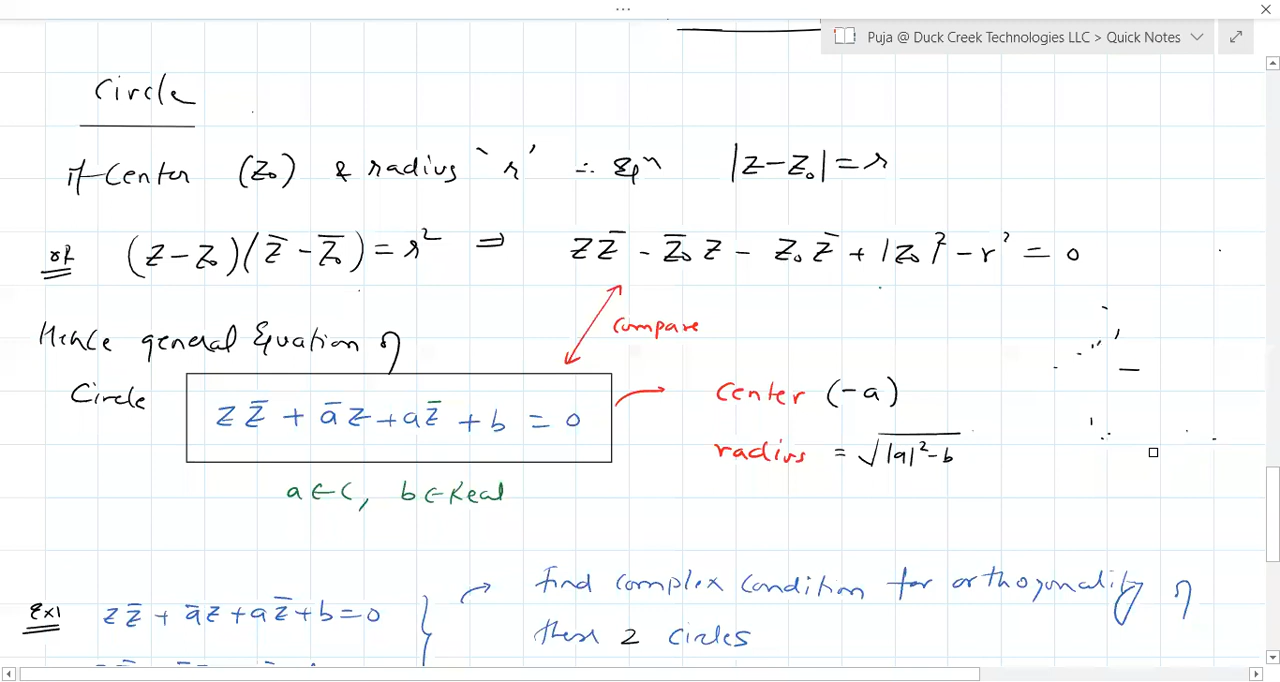 Puja @ Duck Creek Technologies LLC > Quick Notes
Circle
if Center (z₀) & radius 'r' ∴ Eqⁿ |z-z₀|=r
or (z-z₀)(z̄-z̄₀)=r² ⇒ zz̄ - z̄₀z - z₀z̄ + |z₀|² - r² = 0
compare
Hence general Equation of
Circle zz̄ + āz + az̄ + b = 0
center (-a)
radius = √(|a|²-b)
a∈C, b∈Real
Find complex condition for orthogonality of
Ex1 zz̄ + āz + az̄ + b = 0
these 2 circles